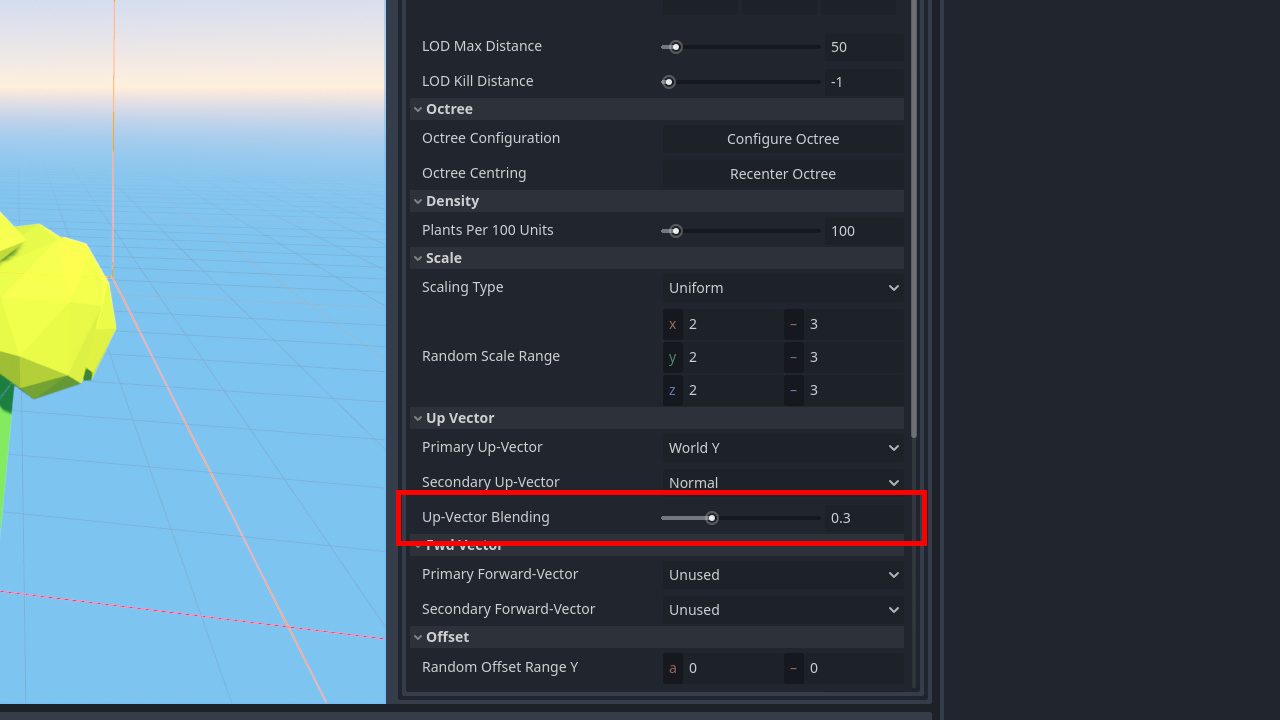 LOD Max Distance 50
LOD Kill Distance -1
Octree
Octree Configuration Configure Octree
Octree Centring Recenter Octree
Density
Plants Per 100 Units 100
Scale
Scaling Type Uniform
x 2 – 3
Random Scale Range y 2 – 3
z 2 – 3
Up Vector
Primary Up-Vector World Y
Secondary Up-Vector Normal
Up-Vector Blending 0.3
Fwd Vector
Primary Forward-Vector Unused
Secondary Forward-Vector Unused
Offset
Random Offset Range Y a 0 – 0